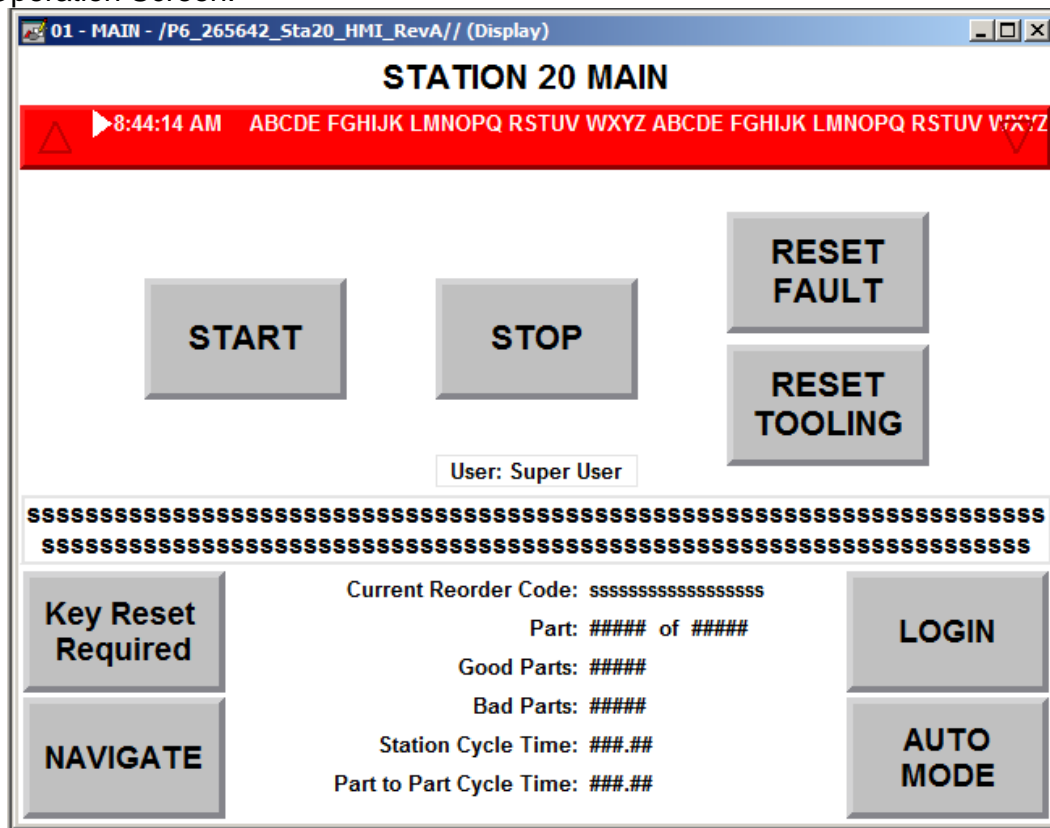 Operation Screen.
01 - MAIN - /P6_265642_Sta20_HMI_RevA// (Display)
STATION 20 MAIN
8:44:14 AM ABCDE FGHIJK LMNOPQ RSTUV WXYZ ABCDE FGHIJK LMNOPQ RSTUV WXYZ
RESET
FAULT
START
STOP
RESET
TOOLING
User: Super User
ssssssssssssssssssssssssssssssssssssssssssssssssssssssssssssssssssssss
ssssssssssssssssssssssssssssssssssssssssssssssssssssssssssssssssssss
Key Reset
Required
Current Reorder Code: ssssssssssssssssss
Part: ##### of #####
Good Parts: #####
LOGIN
Bad Parts: #####
NAVIGATE
Station Cycle Time: ###.##
Part to Part Cycle Time: ###.##
AUTO
MODE